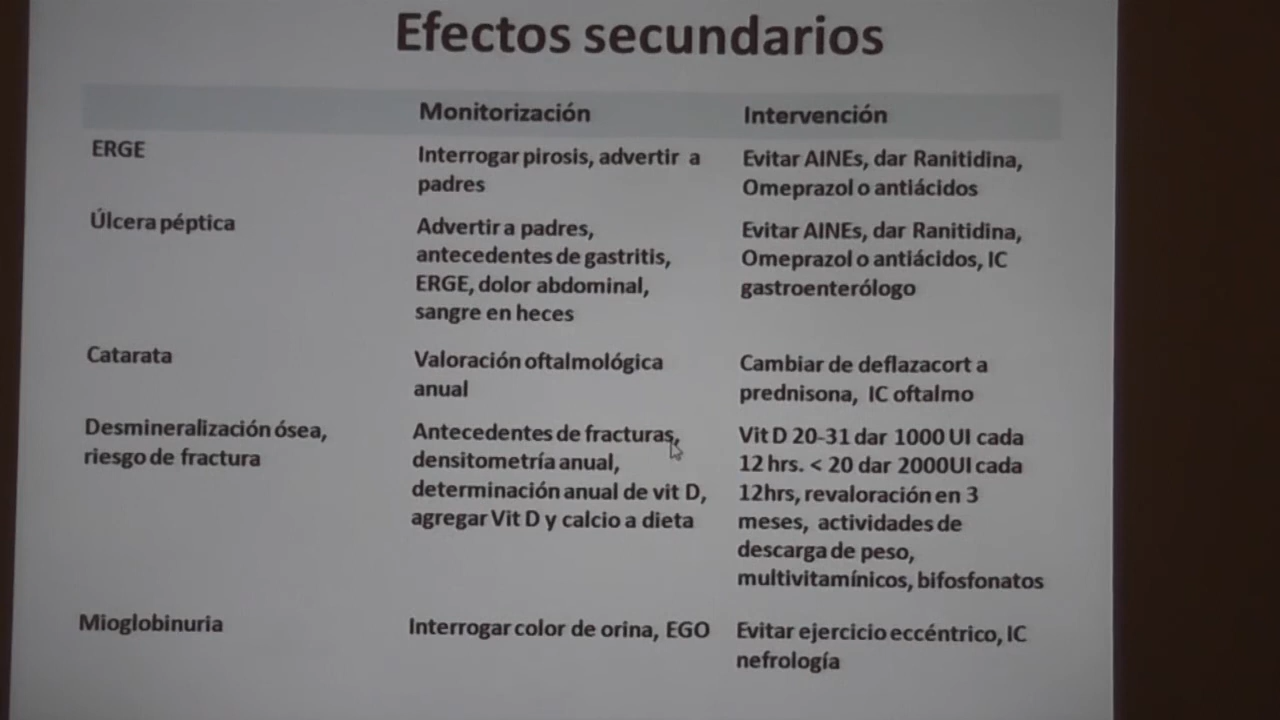 Efectos secundarios
Monitorización
Intervención
ERGE
Interrogar pirosis, advertir a
padres
Evitar AINEs, dar Ranitidina,
Omeprazol o antiácidos
Úlcera péptica
Advertir a padres,
antecedentes de gastritis,
ERGE, dolor abdominal,
sangre en heces
Evitar AINEs, dar Ranitidina,
Omeprazol o antiácidos, IC
gastroenterólogo
Catarata
Valoración oftalmológica
anual
Cambiar de deflazacort a
prednisona, IC oftalmo
Desmineralización ósea,
riesgo de fractura
Antecedentes de fracturas,
densitometría anual,
determinación anual de vit D,
agregar Vit D y calcio a dieta
Vit D 20-31 dar 1000 UI cada
12 hrs. < 20 dar 2000UI cada
12hrs, revaloración en 3
meses, actividades de
descarga de peso,
multivitamínicos, bifosfonatos
Mioglobinuria
Interrogar color de orina, EGO
Evitar ejercicio eccéntrico, IC
nefrología